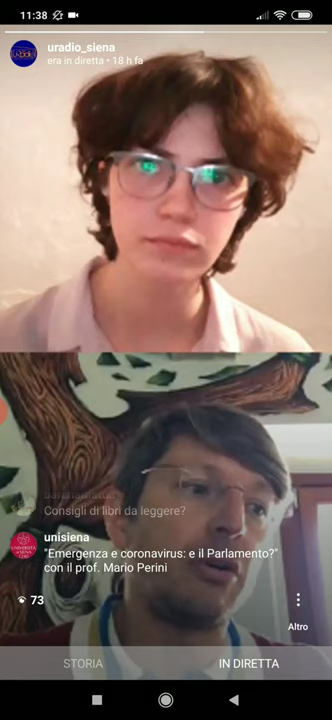 11:38
uradio_siena
era in diretta • 18 h fa
Consigli di libri da leggere?
unisiena
"Emergenza e coronavirus: e il Parlamento?"
con il prof. Mario Perini
73
Altro
STORIA
IN DIRETTA